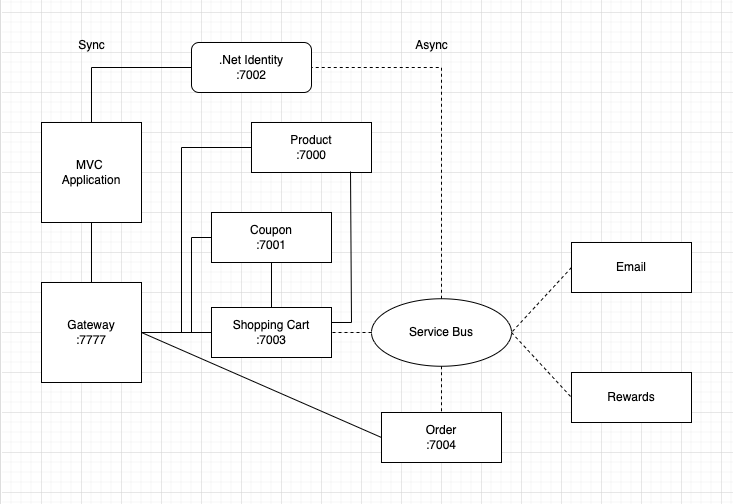 Sync
Async
.Net Identity
:7002
Product
:7000
MVC
Application
Coupon
:7001
Email
Gateway
:7777
Shopping Cart
:7003
Service Bus
Rewards
Order
:7004